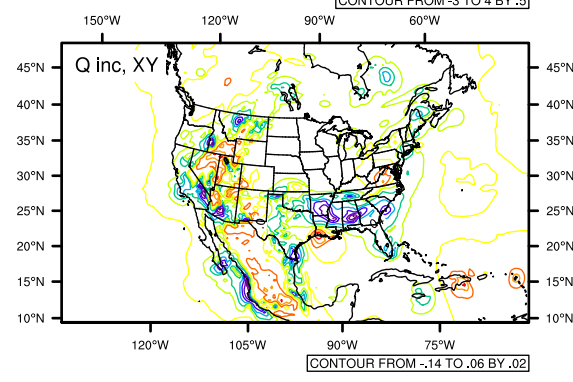 CONTOUR FROM -3 TO 4 BY .5
150°W 120°W 90°W 60°W
Q inc, XY
45°N 45°N
40°N 40°N
35°N 35°N
30°N 30°N
25°N 25°N
20°N 20°N
15°N 15°N
10°N 10°N
120°W 105°W 90°W 75°W
CONTOUR FROM -.14 TO .06 BY .02